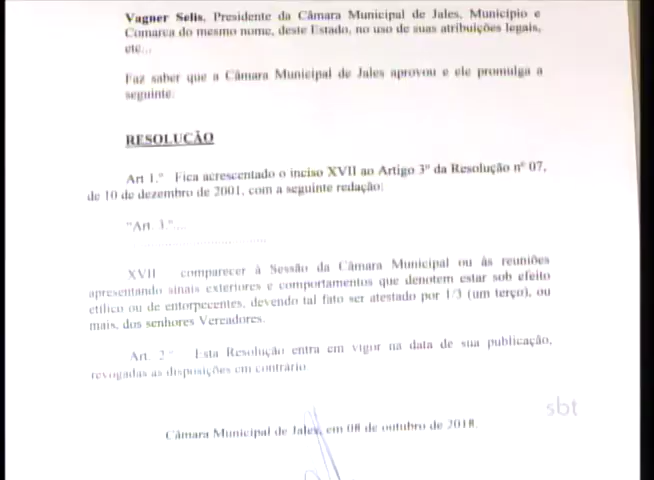 Vagner Selis, Presidente da Câmara Municipal de Jales, Município e
Comarca do mesmo nome, deste Estado, no uso de suas atribuições legais,
etc...
Faz saber que a Câmara Municipal de Jales aprovou e ele promulga a
seguinte:
RESOLUÇÃO
Art 1.º Fica acrescentado o inciso XVII ao Artigo 3º da Resolução nº 07,
de 10 de dezembro de 2001, com a seguinte redação:
"Art. 3.º...
XVII comparecer à Sessão da Câmara Municipal ou às reuniões
apresentando sinais exteriores e comportamentos que denotem estar sob efeito
etílico ou de entorpecentes, devendo tal fato ser atestado por 1/3 (um terço), ou
mais, dos senhores Vereadores.
Art. 2.º Esta Resolução entra em vigor na data de sua publicação,
revogadas as disposições em contrário
sbt
Câmara Municipal de Jales, em 08 de outubro de 2018.